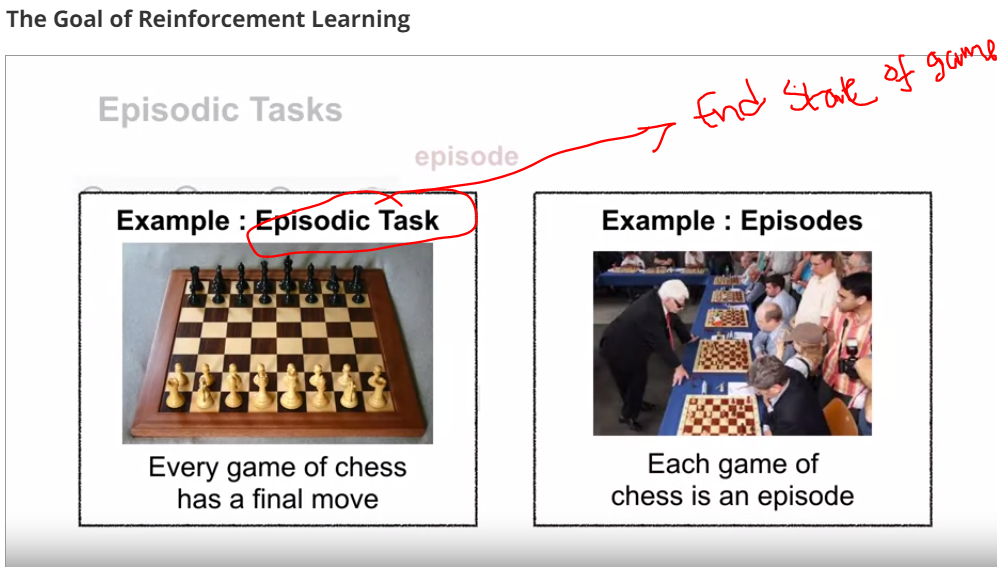 The Goal of Reinforcement Learning
End State of game
Episodic Tasks
episode
Example : Episodic Task
Example : Episodes
Every game of chess
has a final move
Each game of
chess is an episode